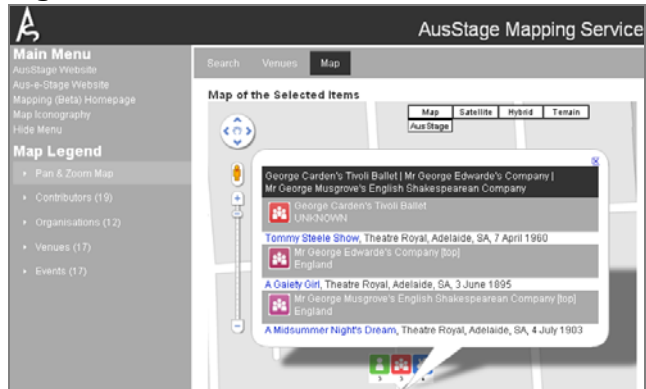 AusStage Mapping Service
Main Menu
AusStage Website
Aus-e-Stage Website
Mapping (Beta) Homepage
Map Iconography
Hide Menu
Map Legend
Pan & Zoom Map
Contributors (19)
Organisations (12)
Venues (17)
Events (17)
Search Venues Map
Map of the Selected Items
Map Satellite Hybrid Terrain
AusStage
George Carden's Tivoli Ballet | Mr George Edwarde's Company |
Mr George Musgrove's English Shakespearean Company
George Carden's Tivoli Ballet
UNKNOWN
Tommy Steele Show, Theatre Royal, Adelaide, SA, 7 April 1960
Mr George Edwarde's Company [top]
England
A Gaiety Girl, Theatre Royal, Adelaide, SA, 3 June 1895
Mr George Musgrove's English Shakespearean Company [top]
England
A Midsummer Night's Dream, Theatre Royal, Adelaide, SA, 4 July 1903